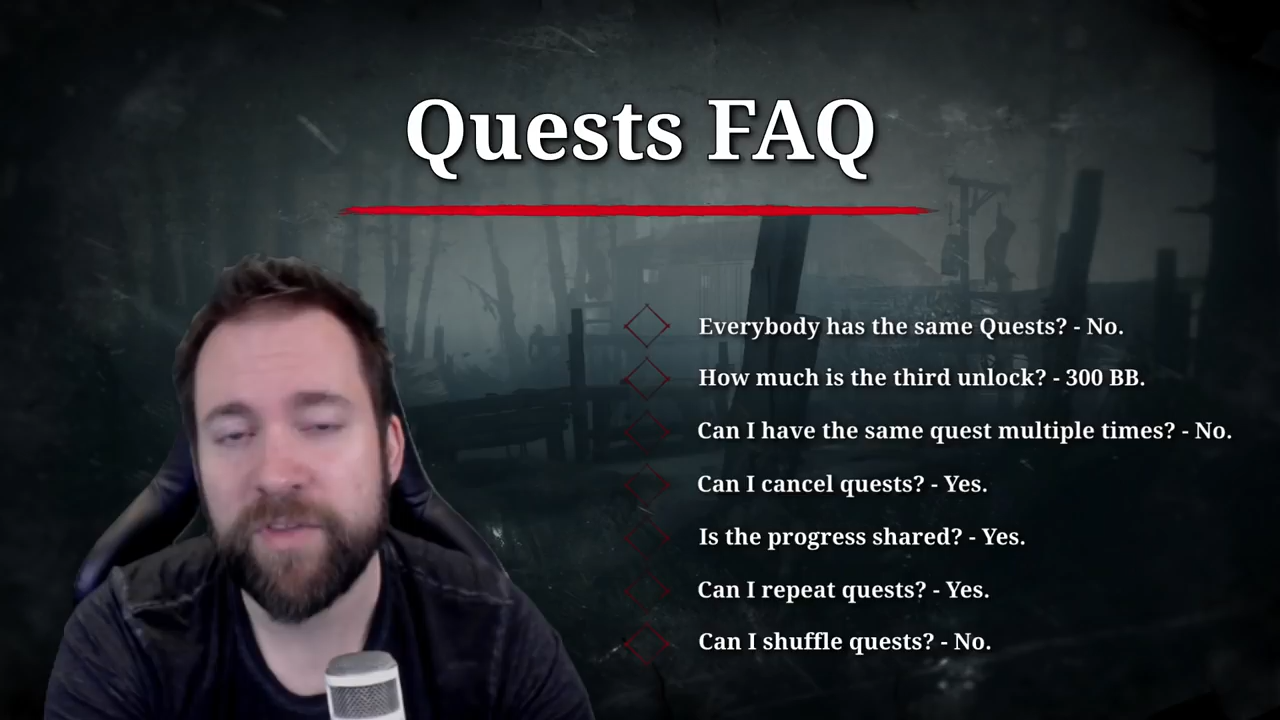 Quests FAQ
Everybody has the same Quests? - No.
How much is the third unlock? - 300 BB.
Can I have the same quest multiple times? - No.
Can I cancel quests? - Yes.
Is the progress shared? - Yes.
Can I repeat quests? - Yes.
Can I shuffle quests? - No.